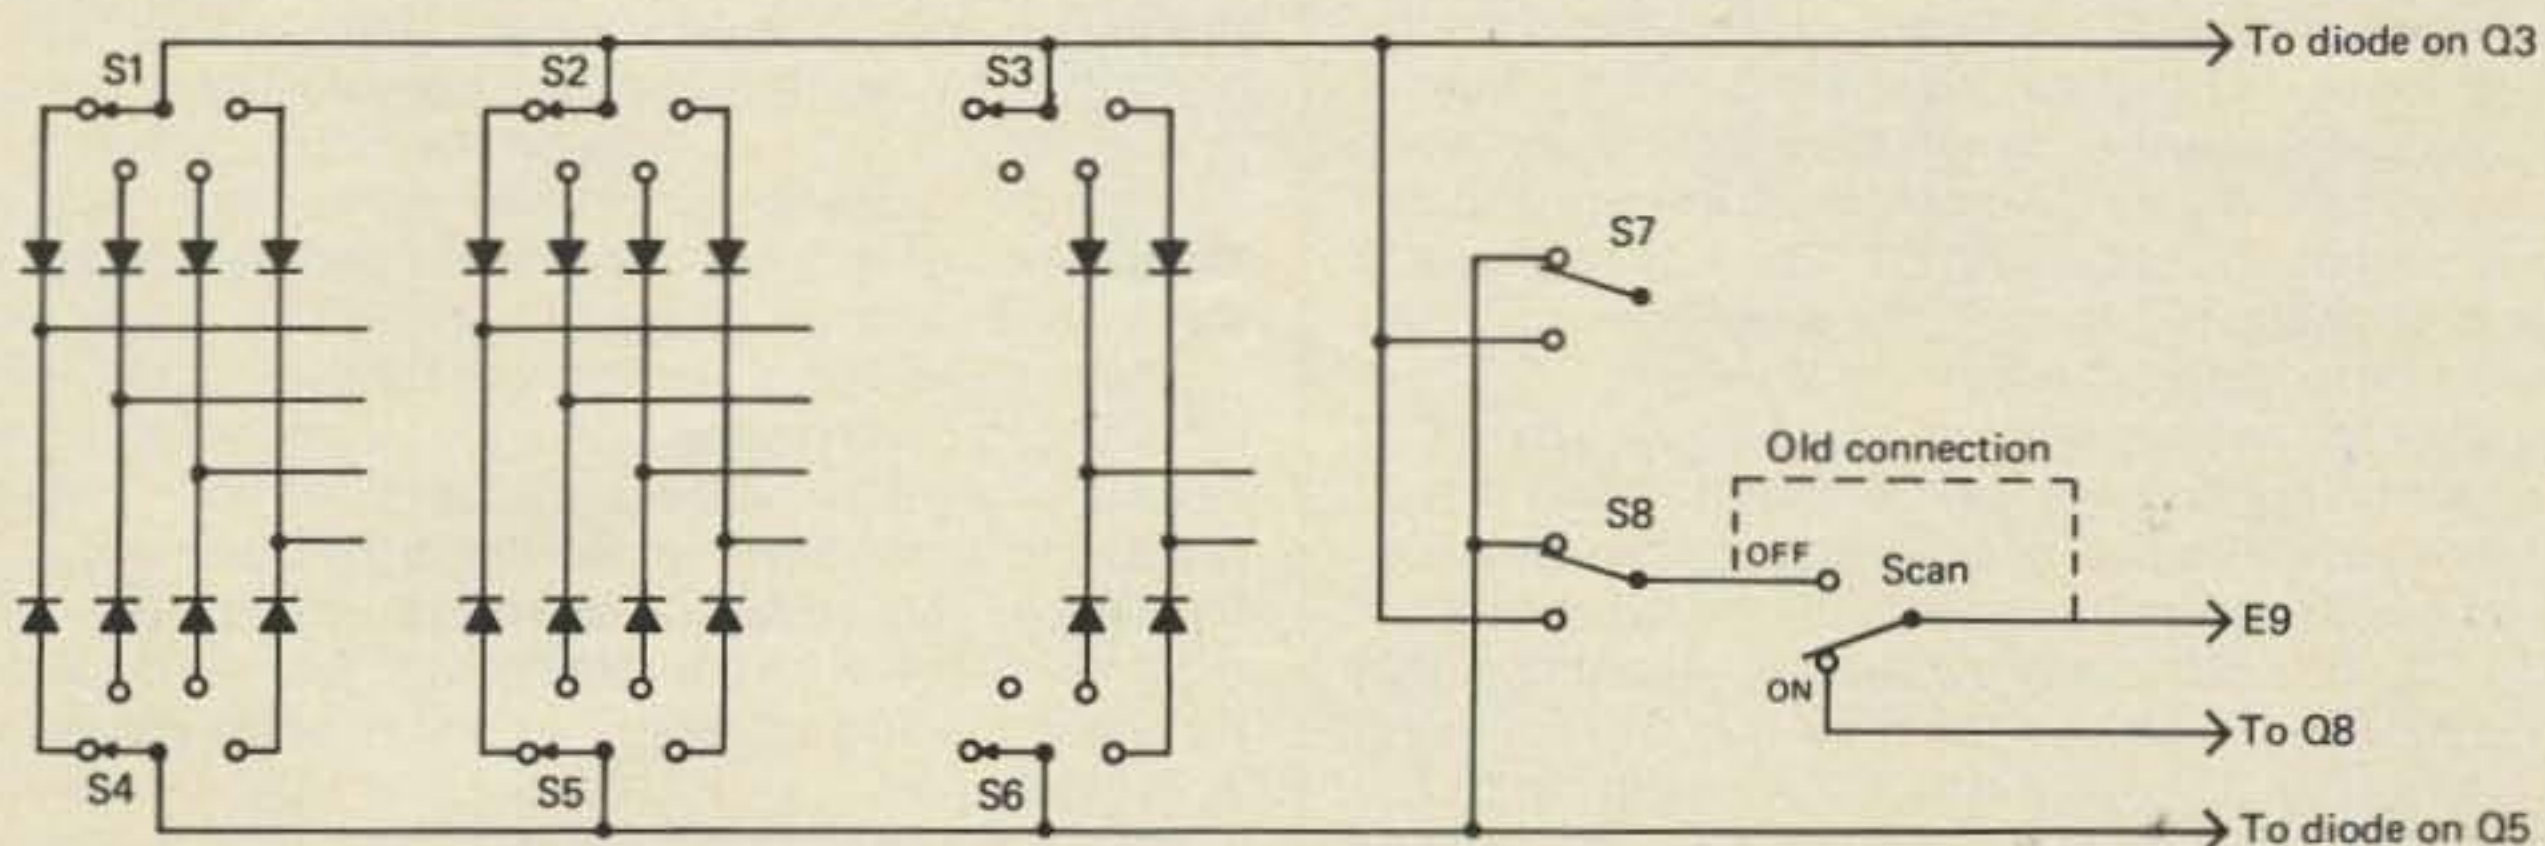 To diode on Q3
S1
S2
S3
S7
Old connection
S8
OFF
Scan
E9
ON
To Q8
S4
S5
S6
To diode on Q5